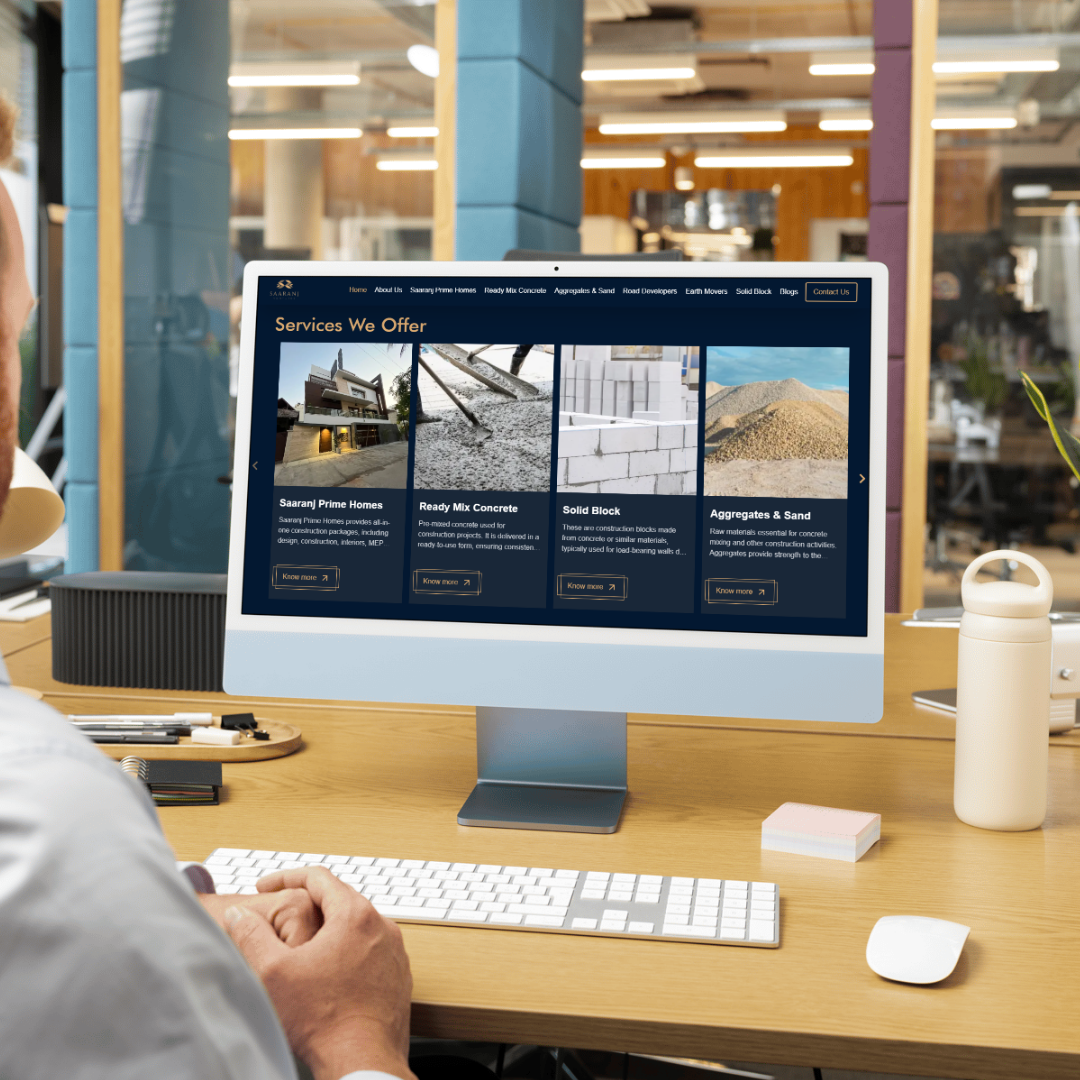 SAARANJ
Home About Us Saaranj Prime Homes Ready Mix Concrete Aggregates & Sand Road Developers Earth Movers Solid Block Blogs Contact Us
Services We Offer
Saaranj Prime Homes
Saaranj Prime Homes provides all-in-
one construction packages, including
design, construction, interiors, MEP...
Know more
Ready Mix Concrete
Pre-mixed concrete used for
construction projects. It is delivered in a
ready-to-use form, ensuring consisten...
Know more
Solid Block
These are construction blocks made
from concrete or similar materials,
typically used for load-bearing walls d...
Know more
Aggregates & Sand
Raw materials essential for concrete
mixing and other construction activities.
Aggregates provide strength to the...
Know more